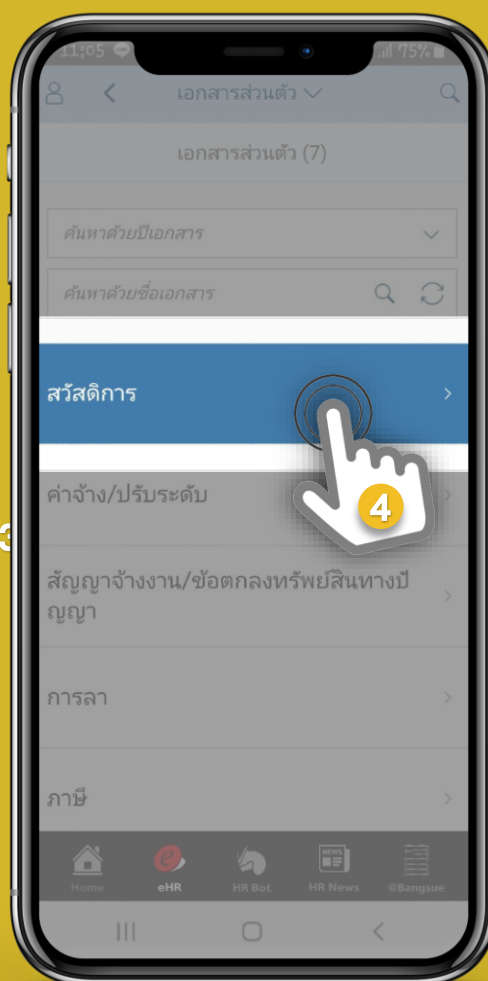 11:05
75%
เอกสารส่วนตัว
เอกสารส่วนตัว (7)
ค้นหาด้วยปีเอกสาร
ค้นหาด้วยชื่อเอกสาร
สวัสดิการ
4
ค่าจ้าง/ปรับระดับ
3
สัญญาจ้างงาน/ข้อตกลงทรัพย์สินทางปั
ญญา
การลา
ภาษี
NEWS
Home eHR HR Bot HR News @Bangsue